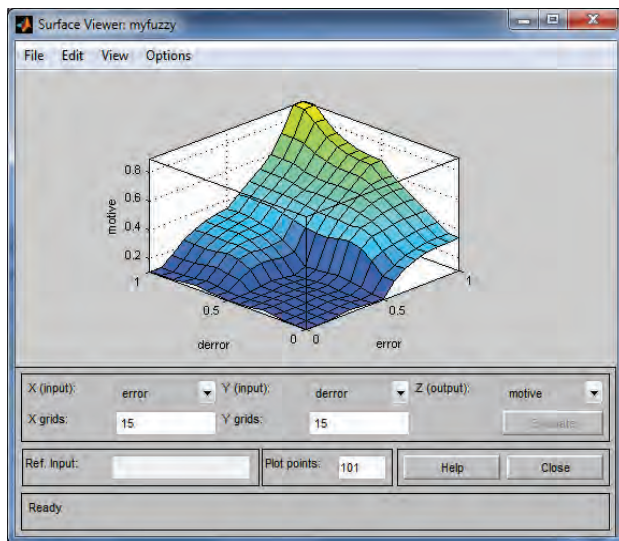 Surface Viewer: myfuzzy
File Edit View Options
0.8
0.6
0.4
0.2
motive
1
0.5
0
derror
0
0.5
1
error
X (input): error Y (input): derror Z (output): motive
X grids: 15 Y grids: 15
Ref. Input: Plot points: 101 Help Close
Ready